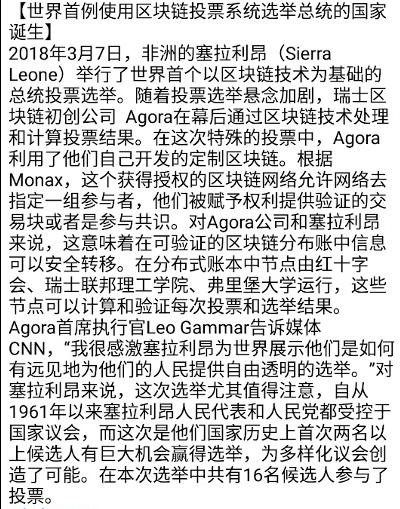 【世界首例使用区块链投票系统选举总统的国家
诞生】
2018年3月7日，非洲的塞拉利昂（Sierra
Leone）举行了世界首个以区块链技术为基础的
总统投票选举。随着投票选举悬念加剧，瑞士区
块链初创公司 Agora在幕后通过区块链技术处理
和计算投票结果。在这次特殊的投票中，Agora
利用了他们自己开发的定制区块链。根据
Monax，这个获得授权的区块链网络允许网络去
指定一组参与者，他们被赋予权利提供验证的交
易块或者是参与共识。对Agora公司和塞拉利昂
来说，这意味着在可验证的区块链分布账中信息
可以安全转移。在分布式账本中节点由红十字
会、瑞士联邦理工学院、弗里堡大学运行，这些
节点可以计算和验证每次投票和选举结果。
Agora首席执行官Leo Gammar告诉媒体
CNN，“我很感激塞拉利昂为世界展示他们是如何
有远见地为他们的人民提供自由透明的选举。”对
塞拉利昂来说，这次选举尤其值得注意，自从
1961年以来塞拉利昂人民代表和人民党都受控于
国家议会，而这次是他们国家历史上首次两名以
上候选人有巨大机会赢得选举，为多样化议会创
造了可能。在本次选举中共有16名候选人参与了
投票。